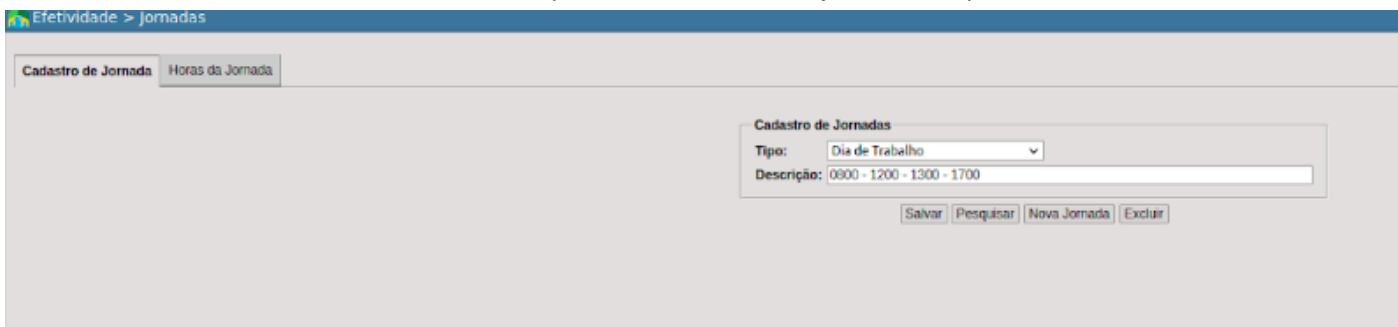 Efetividade > Jornadas
Cadastro de Jornada Horas da Jornada
Cadastro de Jornadas
Tipo: Dia de Trabalho
Descrição: 0800 - 1200 - 1300 - 1700
Salvar Pesquisar Nova Jornada Excluir